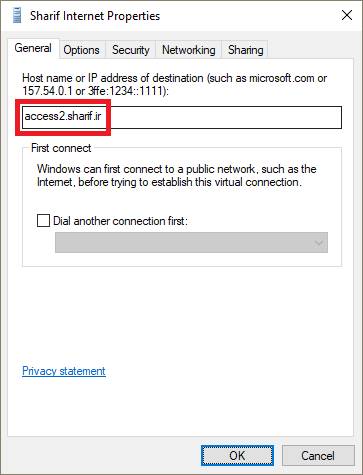 Sharif Internet Properties
General
Options
Security
Networking
Sharing
Host name or IP address of destination (such as microsoft.com or
157.54.0.1 or 3ffe:1234::1111):
access2.sharif.ir
First connect
Windows can first connect to a public network, such as the
Internet, before trying to establish this virtual connection.
Dial another connection first:
Privacy statement
OK
Cancel